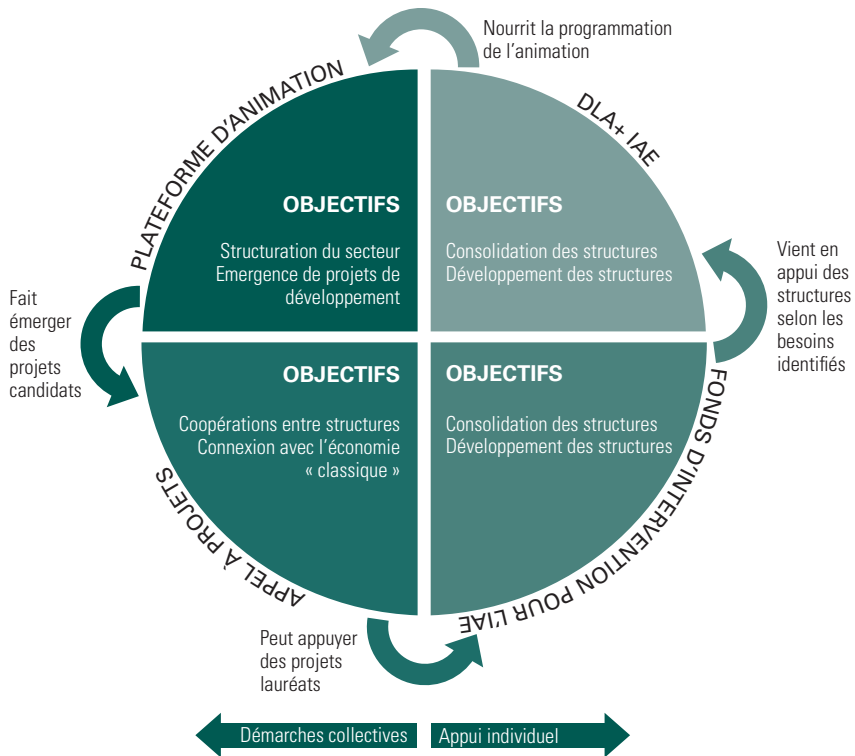 Nourrit la programmation
de l'animation
PLATEFORME D'ANIMATION
DLA+ IAE
OBJECTIFS
Structuration du secteur
Emergence de projets de
développement
OBJECTIFS
Consolidation des structures
Développement des structures
Vient en
appui des
structures
selon les
besoins
identifiés
Fait
émerger
des
projets
candidats
OBJECTIFS
Coopérations entre structures
Connexion avec l'économie
« classique »
OBJECTIFS
Consolidation des structures
Développement des structures
APPEL À PROJETS
FONDS D'INTERVENTION POUR L'IAE
Peut appuyer
des projets
lauréats
Démarches collectives
Appui individuel